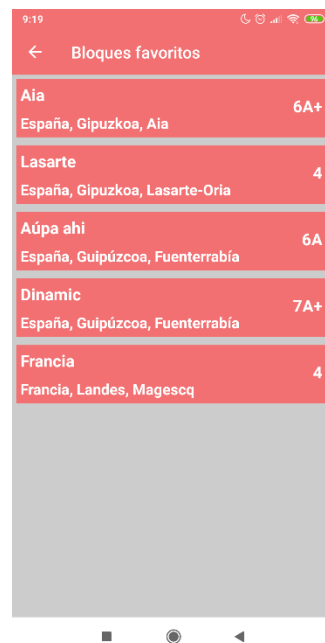 9:19
96
Bloques favoritos
Aia
6A+
España, Gipuzkoa, Aia
Lasarte
4
España, Gipuzkoa, Lasarte-Oria
Aúpa ahi
6A
España, Guipúzcoa, Fuenterrabía
Dinamic
7A+
España, Guipúzcoa, Fuenterrabía
Francia
4
Francia, Landes, Magescq